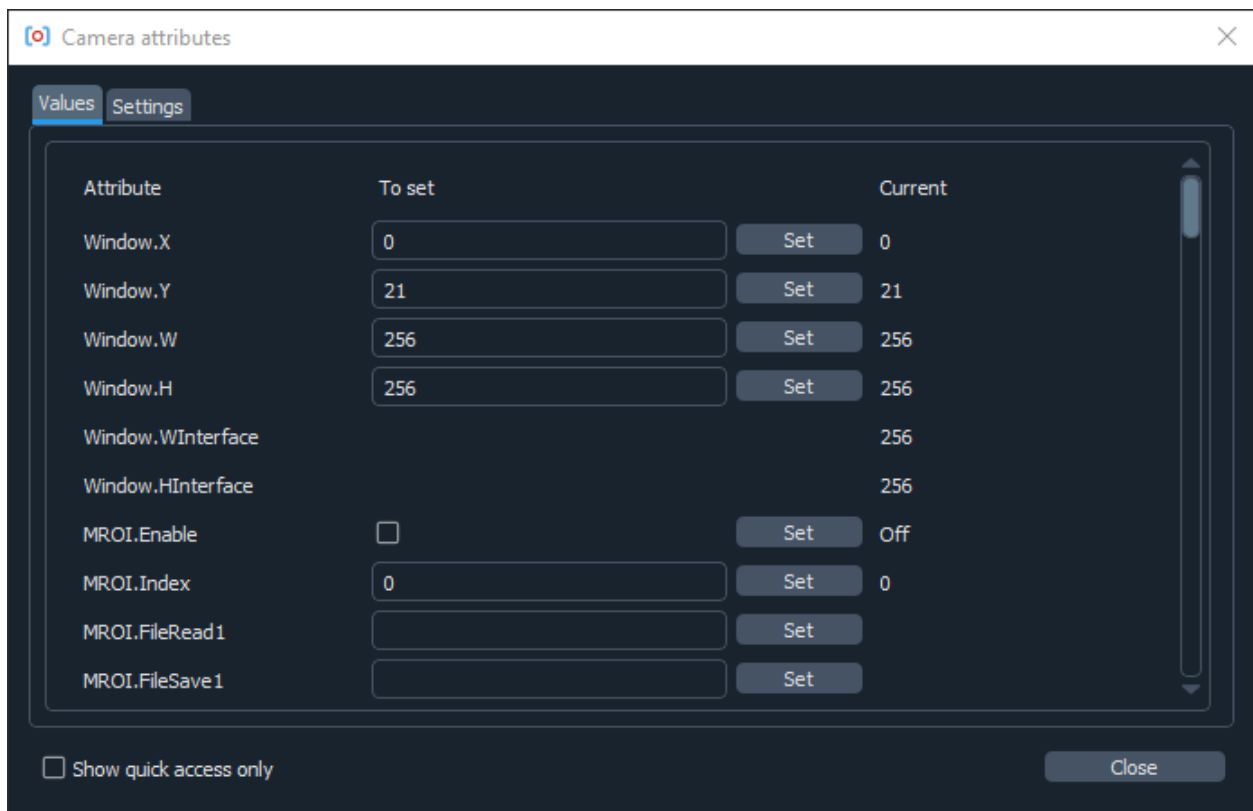 Camera attributes
Values Settings
Attribute To set Current
Window.X 0 Set 0
Window.Y 21 Set 21
Window.W 256 Set 256
Window.H 256 Set 256
Window.WInterface 256
Window.HInterface 256
MROI.Enable Set Off
MROI.Index 0 Set 0
MROI.FileRead1 Set
MROI.FileSave1 Set
Show quick access only Close